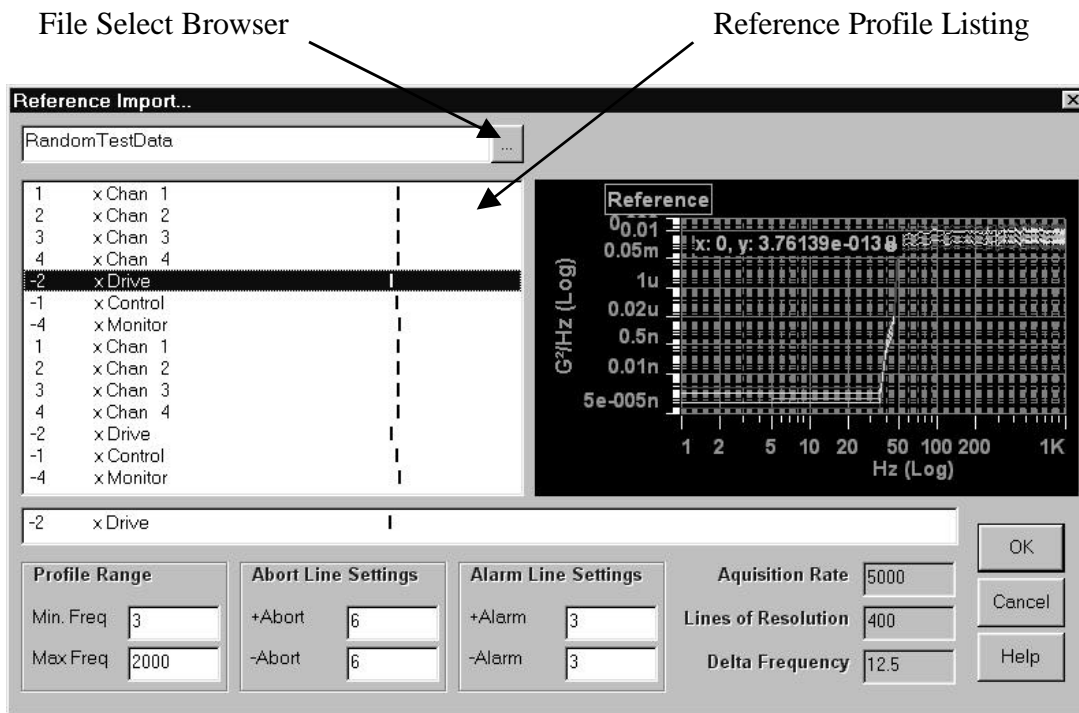 File Select Browser
Reference Profile Listing
Reference Import...
RandomTestData
...
1 x Chan 1
2 x Chan 2
3 x Chan 3
4 x Chan 4
-2 x Drive
-1 x Control
-4 x Monitor
1 x Chan 1
2 x Chan 2
3 x Chan 3
4 x Chan 4
-2 x Drive
-1 x Control
-4 x Monitor
Reference
0.01
x: 0, y: 3.76139e-013
0.05m
1u
0.02u
0.5n
0.01n
5e-005n
G²/Hz (Log)
1 2 5 10 20 50 100 200 1K
Hz (Log)
-2 x Drive
OK
Cancel
Help
Profile Range
Min. Freq 3
Max Freq 2000
Abort Line Settings
+Abort 6
-Abort 6
Alarm Line Settings
+Alarm 3
-Alarm 3
Aquisition Rate 5000
Lines of Resolution 400
Delta Frequency 12.5